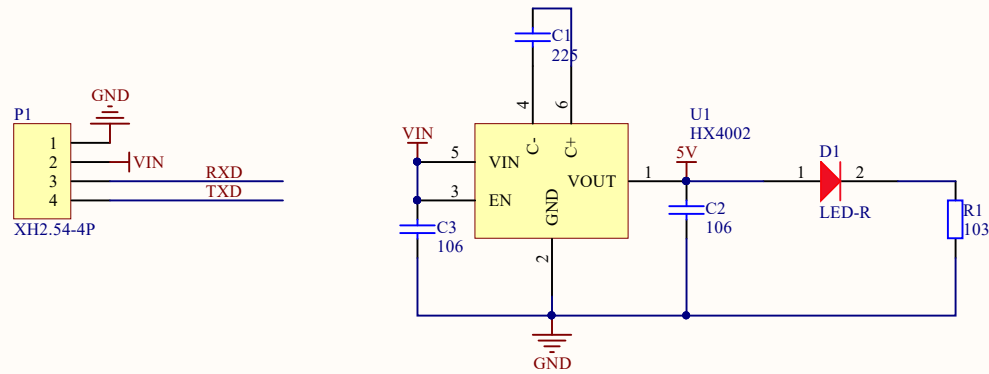 P1
GND
1
2
3
4
VIN
RXD
TXD
XH2.54-4P
C1
225
4
6
U1
HX4002
VIN
5
3
VIN
EN
C-
C+
GND
VOUT
1
2
5V
C3
106
C2
106
D1
1
2
LED-R
R1
103
GND